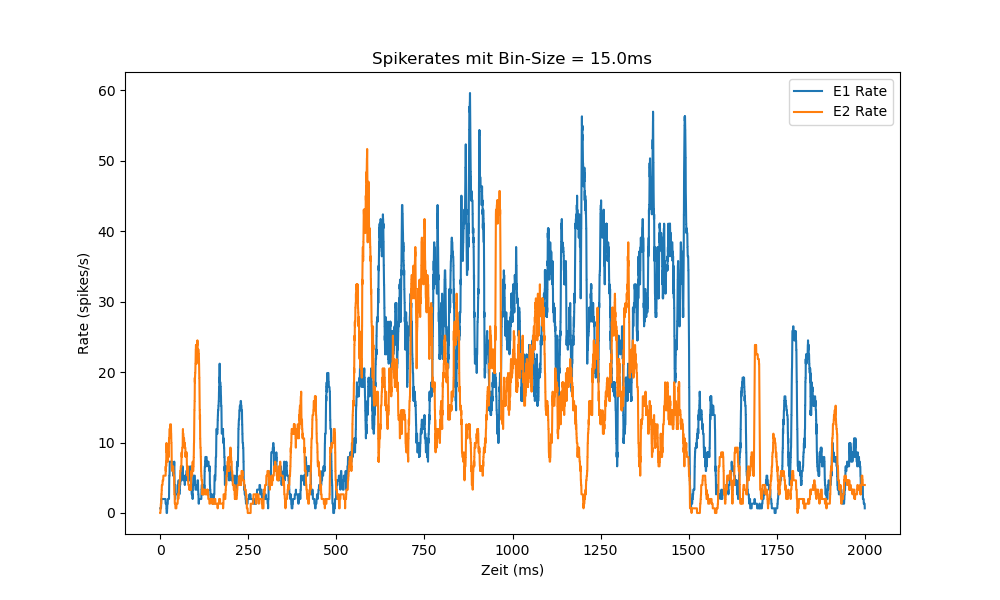 Spikerates mit Bin-Size = 15.0ms
E1 Rate
E2 Rate
60
50
40
30
20
10
0
Rate (spikes/s)
0 250 500 750 1000 1250 1500 1750 2000
Zeit (ms)